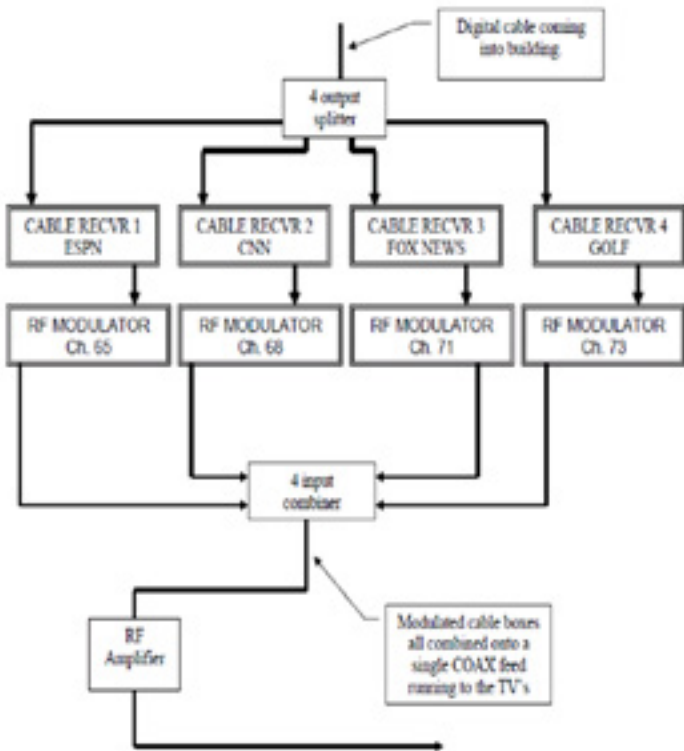 Digital cable coming
into building.
4 output
splitter
CABLE RECVR 1
ESPN
CABLE RECVR 2
CNN
CABLE RECVR 3
FOX NEWS
CABLE RECVR 4
GOLF
RF MODULATOR
Ch. 65
RF MODULATOR
Ch. 68
RF MODULATOR
Ch. 71
RF MODULATOR
Ch. 73
4 input
combiner
RF
Amplifier
Modulated cable boxes
all combined onto a
single COAX feed
running to the TV's